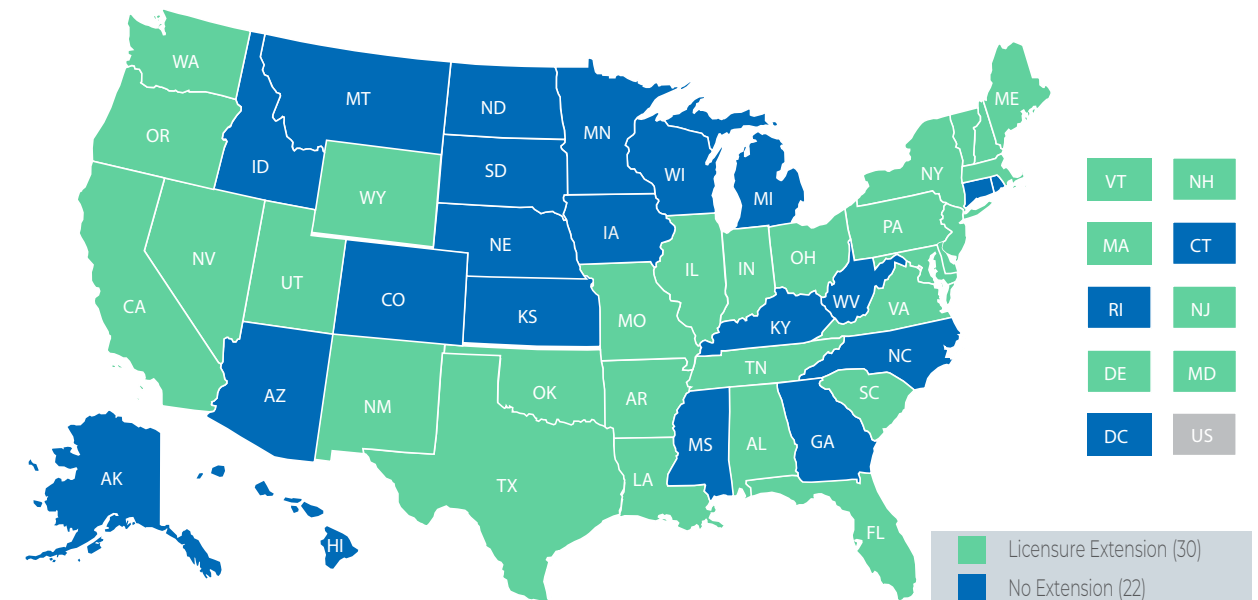 WA
MT
ND
MN
ME
OR
ID
SD
WI
NY
VT NH
WY
MI
PA
MA CT
NV
NE
IA
IL
IN
OH
UT
CO
WV
VA
RI NJ
CA
KS
MO
KY
NC
TN
DE MD
AZ
NM
OK
AR
SC
MS
AL
GA
DC US
AK
TX
LA
FL
HI
Licensure Extension (30)
No Extension (22)